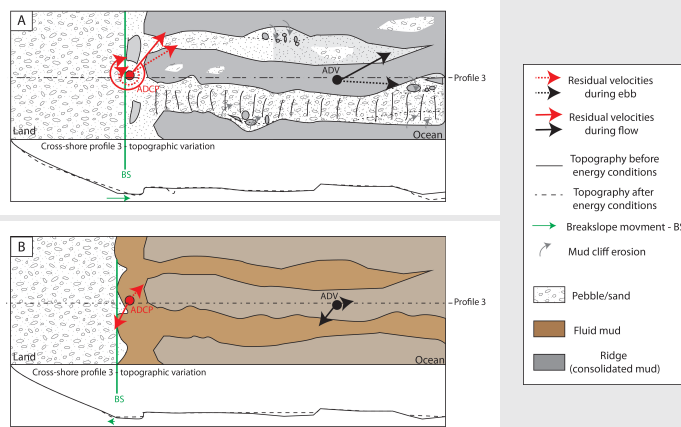 A
ADV
ADCP
Profile 3
Land
Ocean
Cross-shore profile 3 - topographic variation
BS
B
ADV
ADCP
Profile 3
Land
Ocean
Cross-shore profile 3 - topographic variation
BS
Residual velocities
during ebb
Residual velocities
during flow
Topography before
energy conditions
Topography after
energy conditions
Breakslope movment - BS
Mud cliff erosion
Pebble/sand
Fluid mud
Ridge
(consolidated mud)